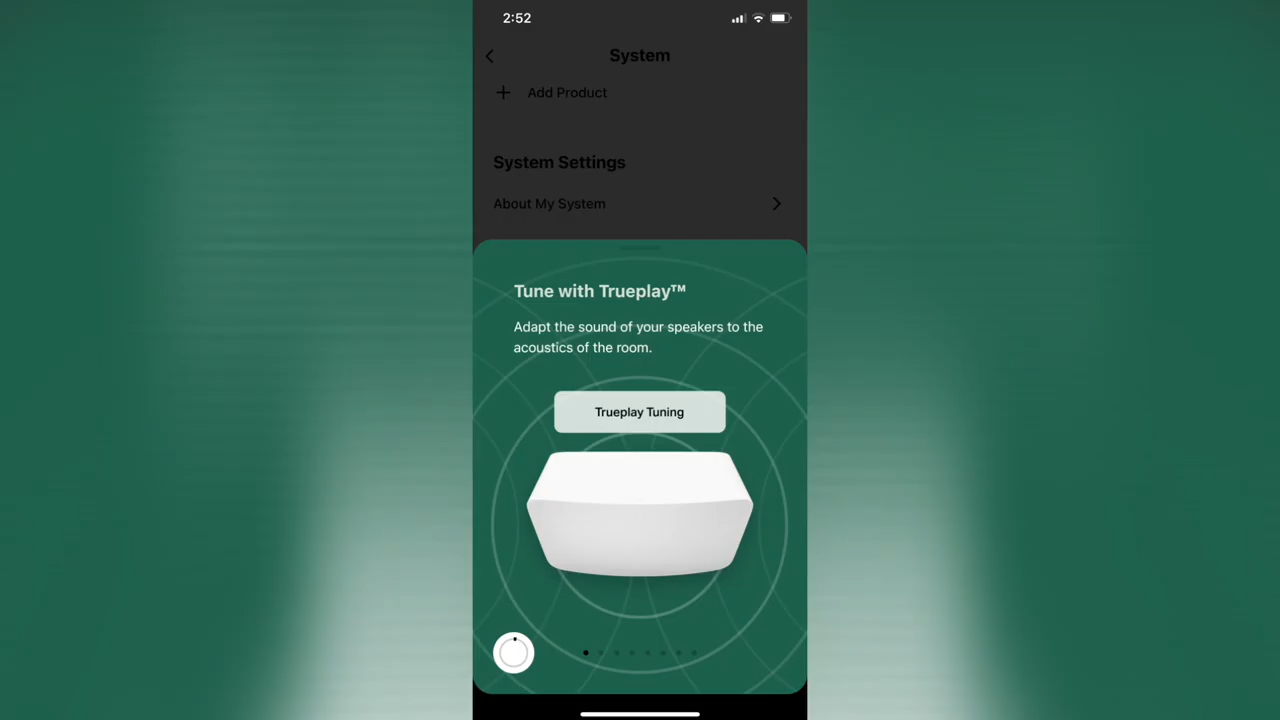 2:52
System
Add Product
System Settings
About My System
Tune with Trueplay™
Adapt the sound of your speakers to the
acoustics of the room.
Trueplay Tuning